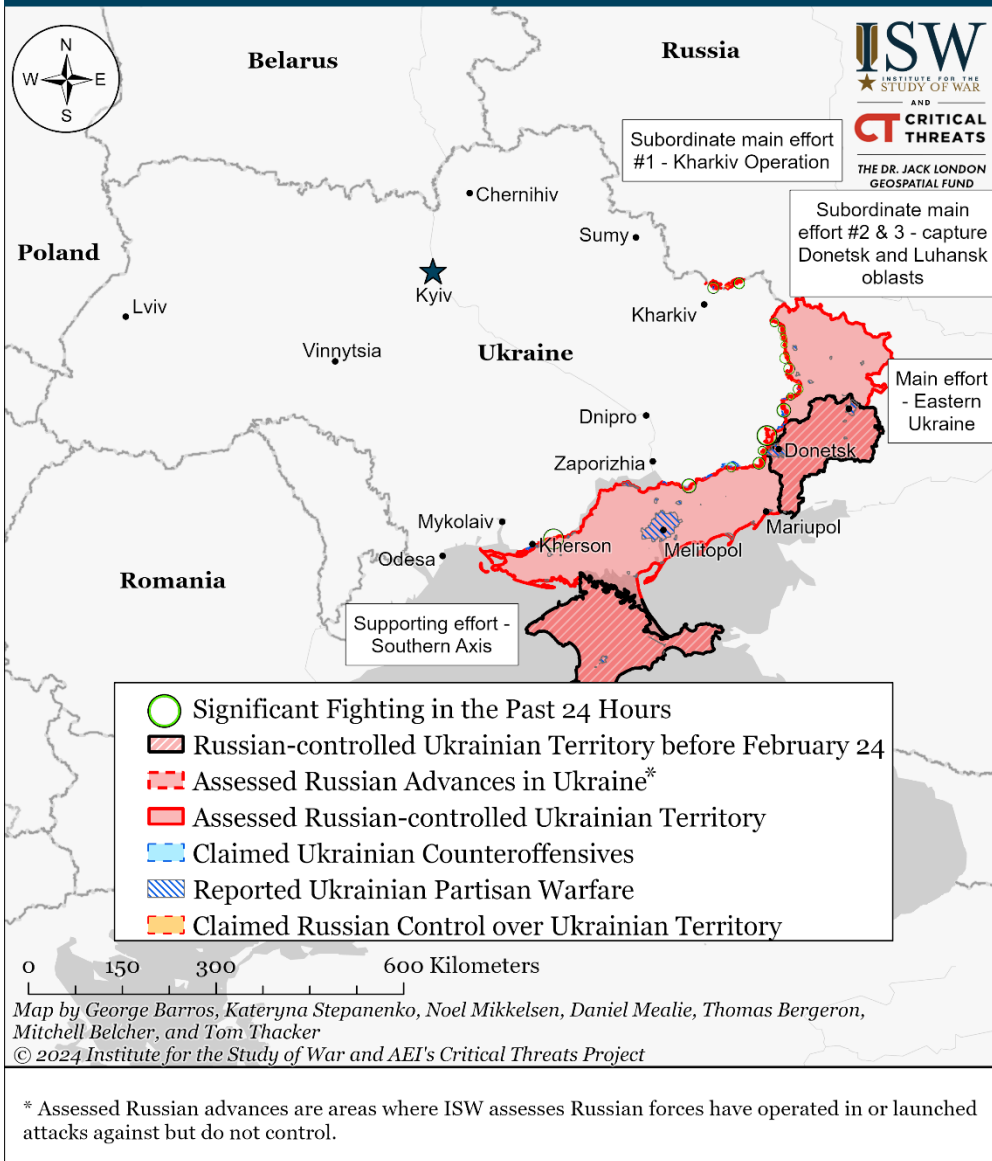 N
W E
S
Belarus
Russia
ISW
INSTITUTE FOR THE
STUDY OF WAR
AND
CT CRITICAL
THREATS
THE DR. JACK LONDON
GEOSPATIAL FUND
Subordinate main effort
#1 - Kharkiv Operation
Subordinate main
effort #2 & 3 - capture
Donetsk and Luhansk
oblasts
Chernihiv
Sumy
Poland
Kyiv
Lviv
Kharkiv
Vinnytsia
Ukraine
Main effort
- Eastern
Ukraine
Dnipro
Donetsk
Zaporizhia
Mykolaiv
Mariupol
Kherson
Melitopol
Odesa
Romania
Supporting effort -
Southern Axis
Significant Fighting in the Past 24 Hours
Russian-controlled Ukrainian Territory before February 24
Assessed Russian Advances in Ukraine*
Assessed Russian-controlled Ukrainian Territory
Claimed Ukrainian Counteroffensives
Reported Ukrainian Partisan Warfare
Claimed Russian Control over Ukrainian Territory
0 150 300 600 Kilometers
Map by George Barros, Kateryna Stepanenko, Noel Mikkelsen, Daniel Mealie, Thomas Bergeron,
Mitchell Belcher, and Tom Thacker
© 2024 Institute for the Study of War and AEI's Critical Threats Project
* Assessed Russian advances are areas where ISW assesses Russian forces have operated in or launched
attacks against but do not control.